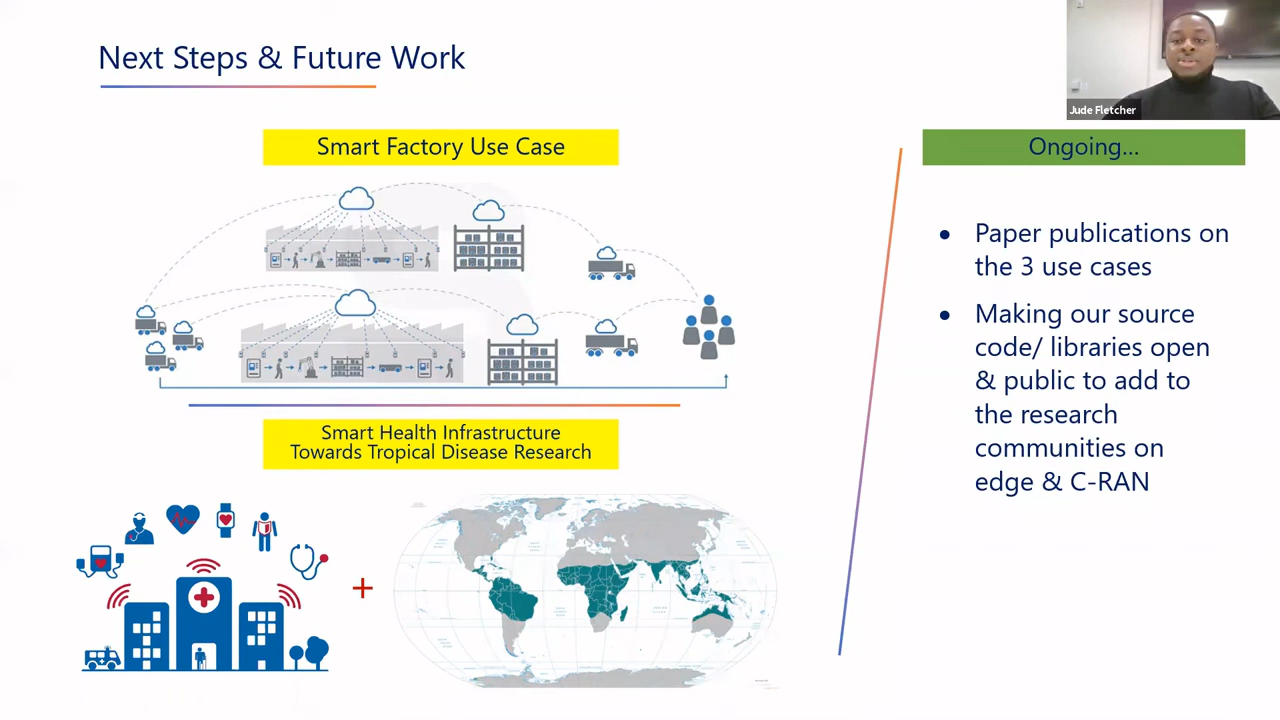 Next Steps & Future Work
Jude Fletcher
Smart Factory Use Case
Smart Health Infrastructure
Towards Tropical Disease Research
Ongoing...
• Paper publications on
the 3 use cases
• Making our source
code/ libraries open
& public to add to
the research
communities on
edge & C-RAN